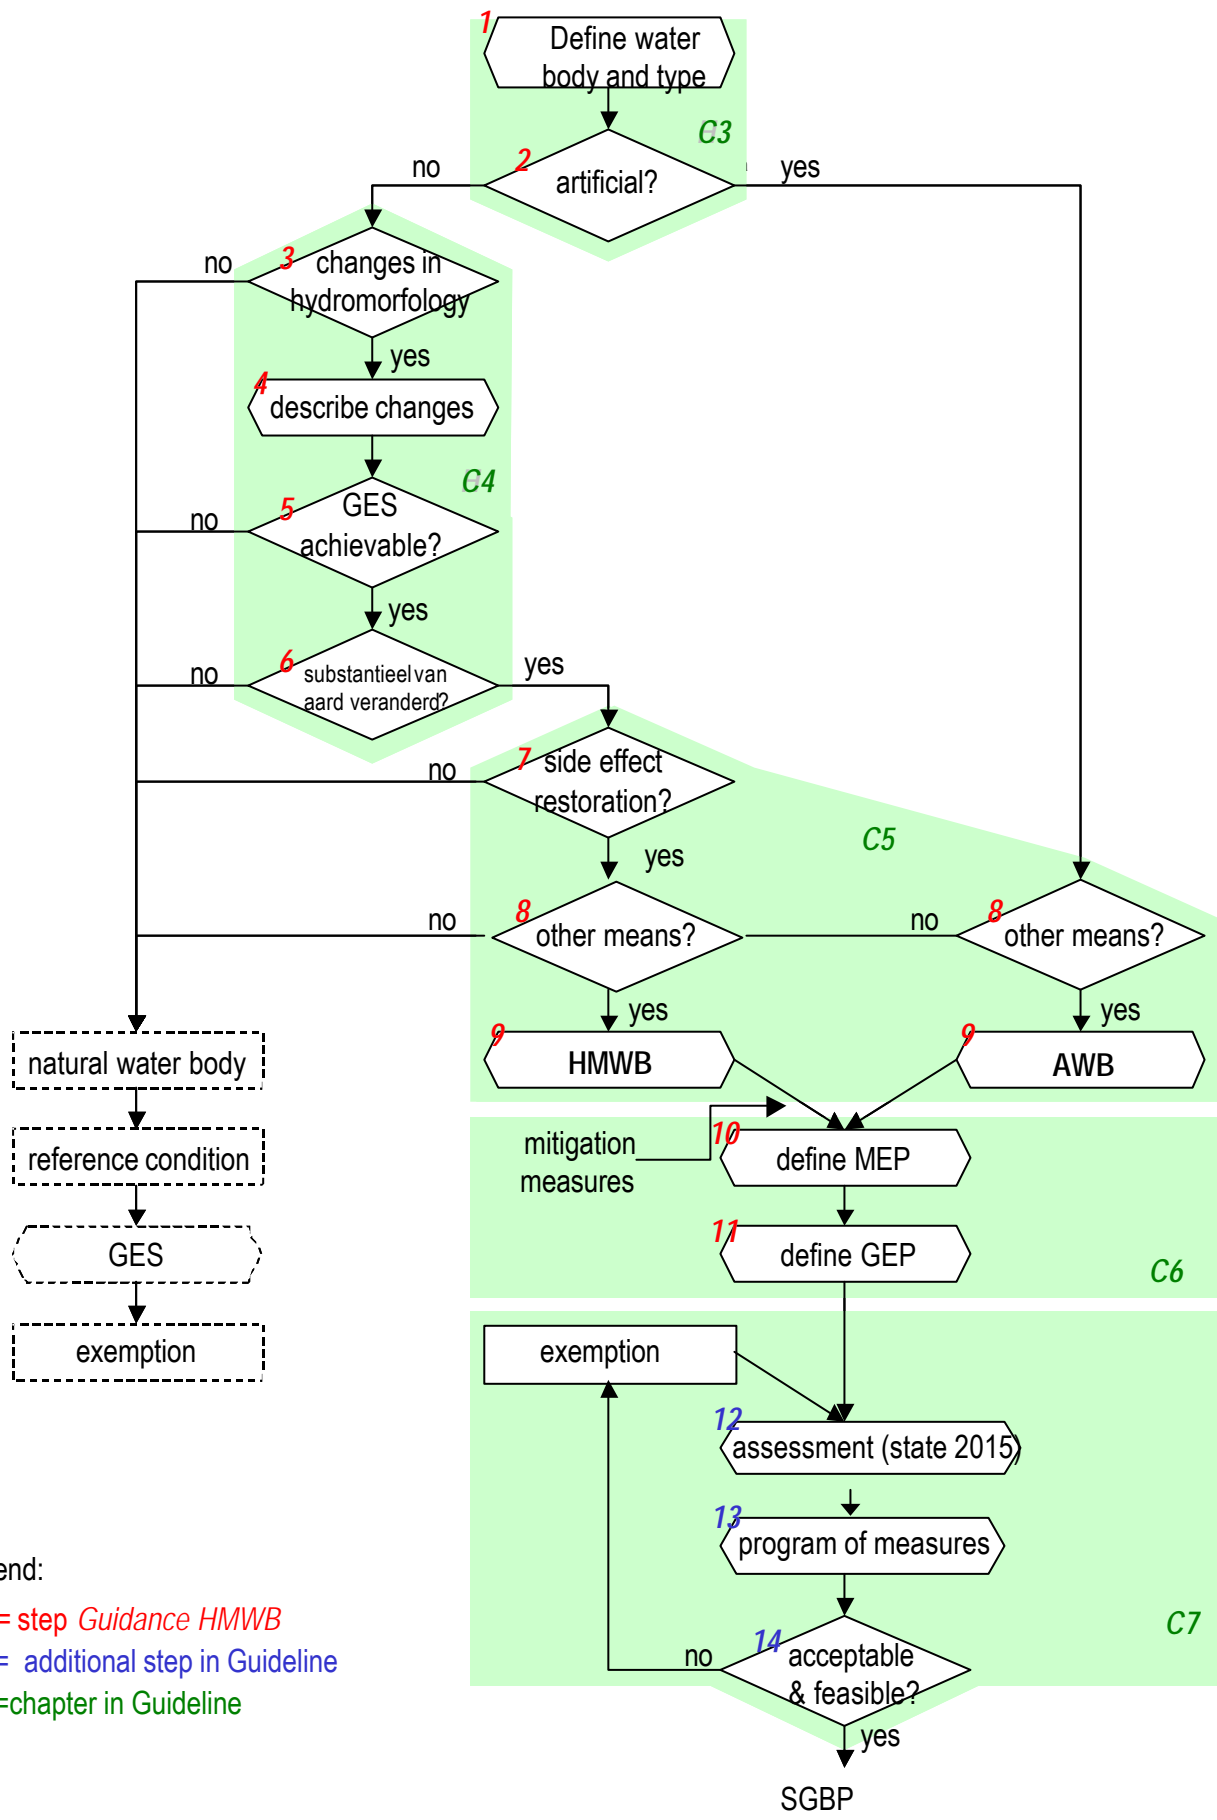 1
Define water
body and type
C3
2
artificial?
no
yes
3
changes in
hydromorfology
no
yes
4
describe changes
C4
5
GES
achievable?
no
yes
6
substantieel van
aard veranderd?
no
yes
7
side effect
restoration?
no
yes
C5
8
other means?
no
yes
8
other means?
no
yes
9
HMWB
9
AWB
natural water body
reference condition
GES
exemption
mitigation
measures
10
define MEP
11
define GEP
C6
exemption
12
assessment (state 2015)
13
program of measures
C7
14
acceptable
& feasible?
no
yes
SGBP
end:
= step Guidance HMWB
= additional step in Guideline
=chapter in Guideline